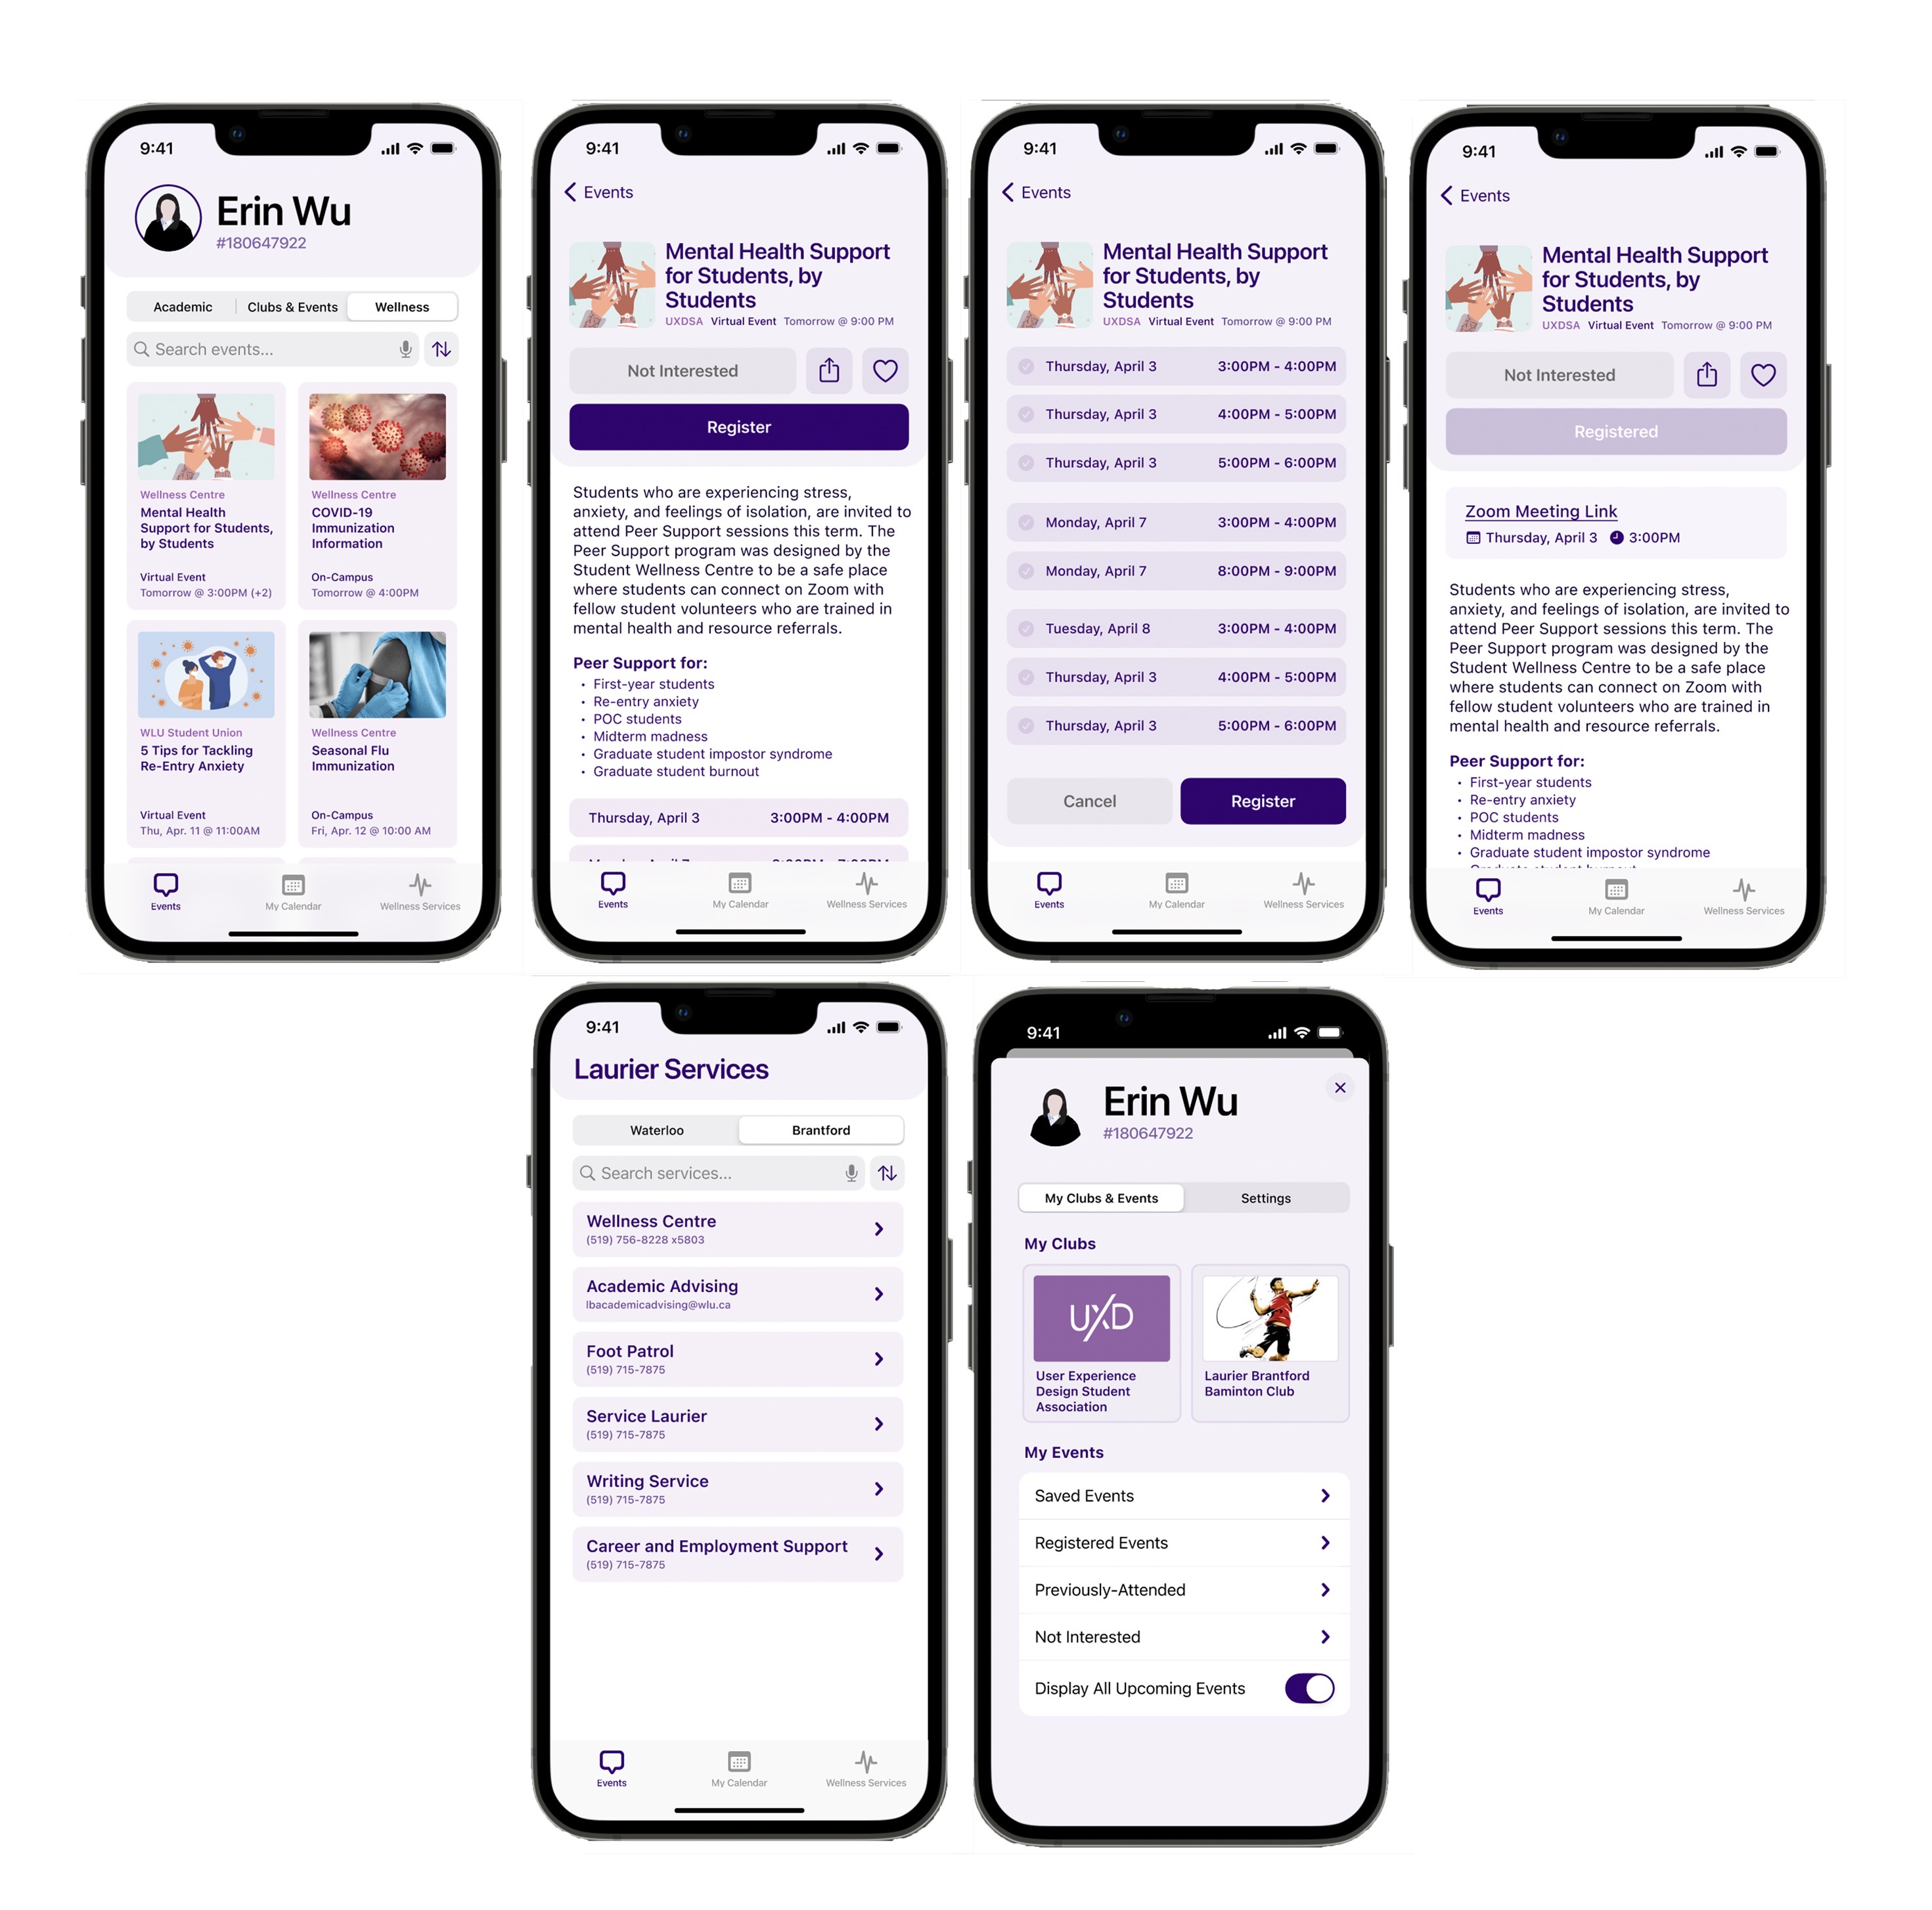 9:41
Erin Wu
#180647922
Academic Clubs & Events Wellness
Search events...
Wellness Centre
Mental Health
Support for Students,
by Students
Virtual Event
Tomorrow @ 3:00PM (+2)
Wellness Centre
COVID-19
Immunization
Information
On-Campus
Tomorrow @ 4:00PM
WLU Student Union
5 Tips for Tackling
Re-Entry Anxiety
Virtual Event
Thu, Apr. 11 @ 11:00AM
Wellness Centre
Seasonal Flu
Immunization
On-Campus
Fri, Apr. 12 @ 10:00 AM
Events My Calendar Wellness Services
9:41
Events
Mental Health Support
for Students, by
Students
UXDSA Virtual Event Tomorrow @ 9:00 PM
Not Interested
Register
Students who are experiencing stress,
anxiety, and feelings of isolation, are invited to
attend Peer Support sessions this term. The
Peer Support program was designed by the
Student Wellness Centre to be a safe place
where students can connect on Zoom with
fellow student volunteers who are trained in
mental health and resource referrals.
Peer Support for:
• First-year students
• Re-entry anxiety
• POC students
• Midterm madness
• Graduate student impostor syndrome
• Graduate student burnout
Thursday, April 3 3:00PM - 4:00PM
Events My Calendar Wellness Services
9:41
Events
Mental Health Support
for Students, by
Students
UXDSA Virtual Event Tomorrow @ 9:00 PM
Thursday, April 3 3:00PM - 4:00PM
Thursday, April 3 4:00PM - 5:00PM
Thursday, April 3 5:00PM - 6:00PM
Monday, April 7 3:00PM - 4:00PM
Monday, April 7 8:00PM - 9:00PM
Tuesday, April 8 3:00PM - 4:00PM
Thursday, April 3 4:00PM - 5:00PM
Thursday, April 3 5:00PM - 6:00PM
Cancel Register
Events My Calendar Wellness Services
9:41
Events
Mental Health Support
for Students, by
Students
UXDSA Virtual Event Tomorrow @ 9:00 PM
Not Interested
Registered
Zoom Meeting Link
Thursday, April 3 3:00PM
Students who are experiencing stress,
anxiety, and feelings of isolation, are invited to
attend Peer Support sessions this term. The
Peer Support program was designed by the
Student Wellness Centre to be a safe place
where students can connect on Zoom with
fellow student volunteers who are trained in
mental health and resource referrals.
Peer Support for:
• First-year students
• Re-entry anxiety
• POC students
• Midterm madness
• Graduate student impostor syndrome
Events My Calendar Wellness Services
9:41
Laurier Services
Waterloo Brantford
Search services...
Wellness Centre
(519) 756-8228 x5803
Academic Advising
lbacademicadvising@wlu.ca
Foot Patrol
(519) 715-7875
Service Laurier
(519) 715-7875
Writing Service
(519) 715-7875
Career and Employment Support
(519) 715-7875
Events My Calendar Wellness Services
9:41
Erin Wu
#180647922
My Clubs & Events Settings
My Clubs
UXD
User Experience
Design Student
Association
Laurier Brantford
Baminton Club
My Events
Saved Events
Registered Events
Previously-Attended
Not Interested
Display All Upcoming Events